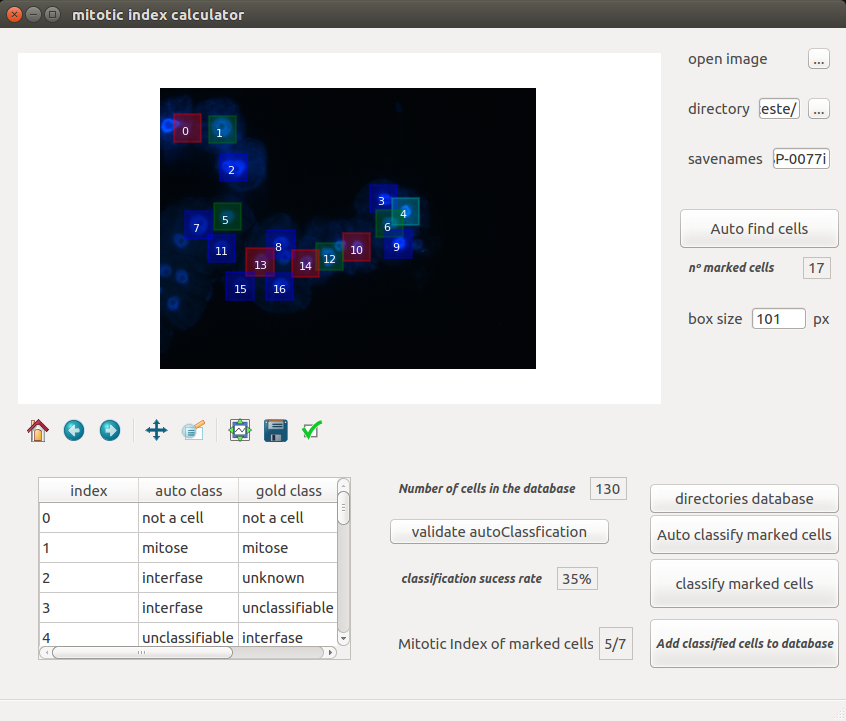 mitotic index calculator
open image
...
directory
este/
...
savenames
P-0077i
Auto find cells
nº marked cells
17
box size
101
px
0
1
2
3
4
5
6
7
8
9
10
11
12
13
14
15
16
index auto class gold class
0 not a cell not a cell
1 mitose mitose
2 interfase unknown
3 interfase unclassifiable
4 unclassifiable interfase
Number of cells in the database 130
validate autoClassfication
classification sucess rate 35%
Mitotic Index of marked cells 5/7
directories database
Auto classify marked cells
classify marked cells
Add classified cells to database